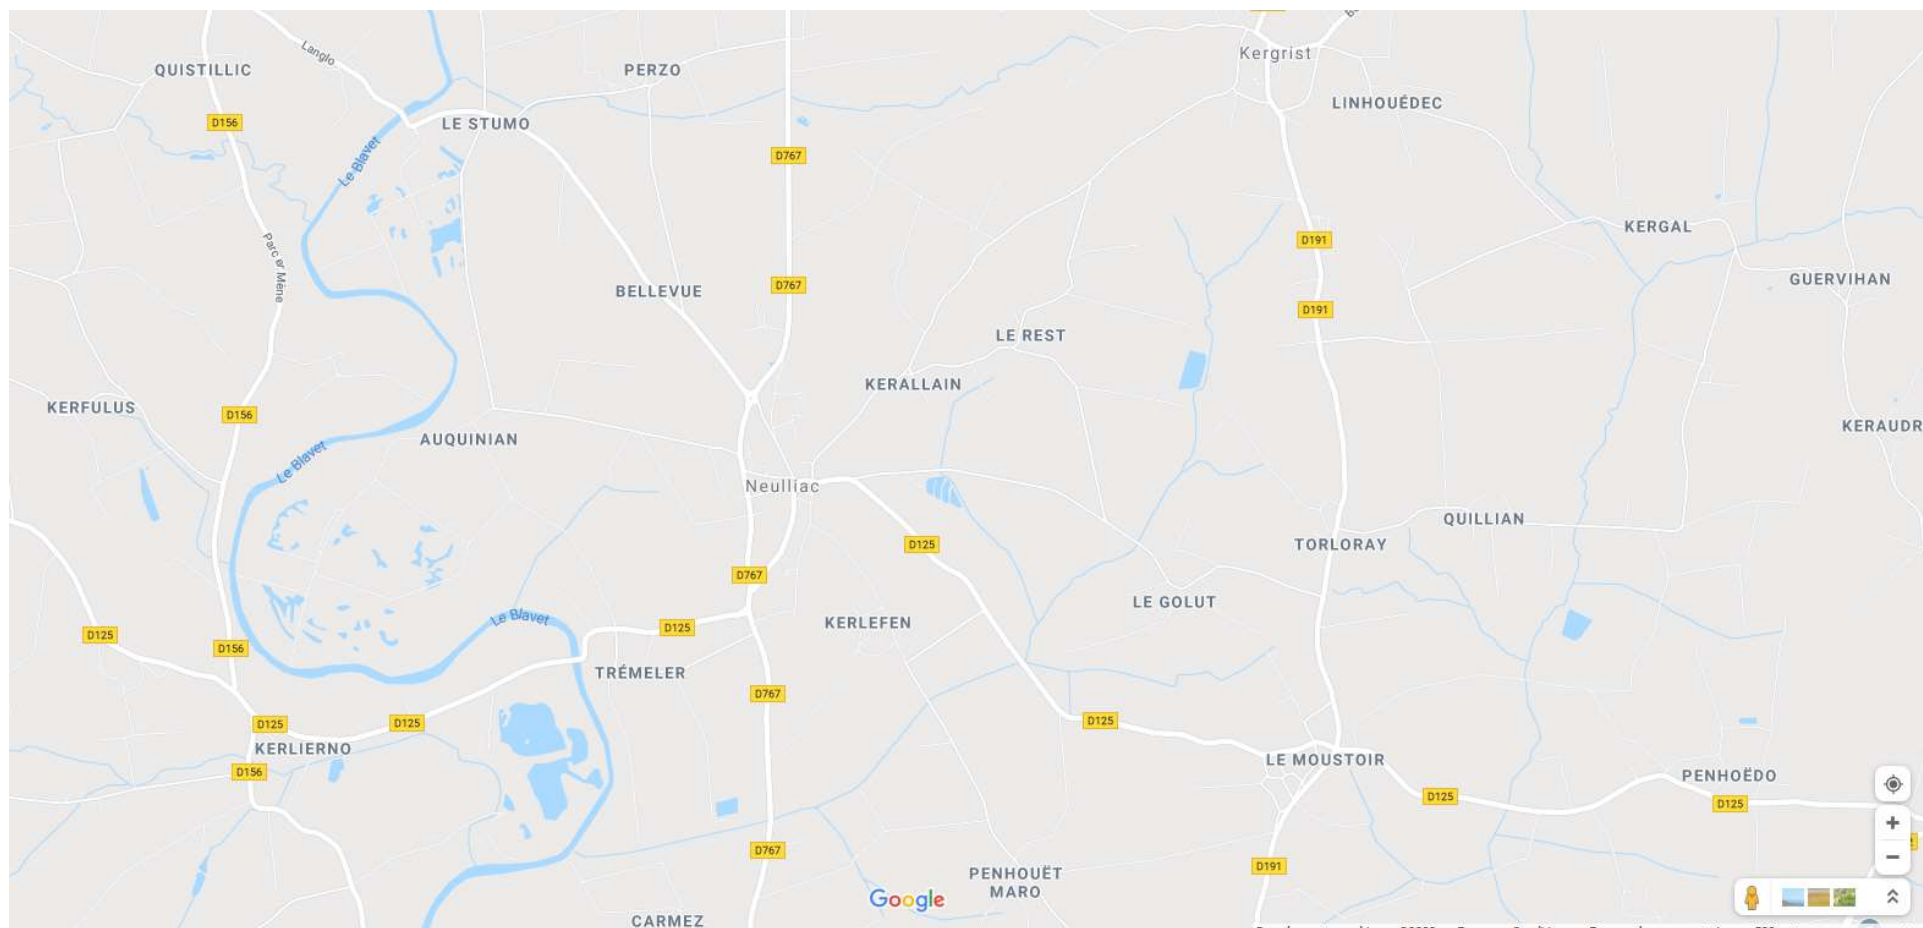 Kergrist
Langlo
QUISTILLIC
PERZO
LINHOUÉDEC
D156
LE STUMO
D767
Le Blavet
KERGAL
D191
Parc er Mène
GUERVIHAN
D767
BELLEVUE
D191
LE REST
KERALLAIN
KERFULUS
D156
KERAUDR
AUQUINIAN
Le Blavet
Neulliac
QUILLIAN
D125
TORLORAY
D767
LE GOLUT
Le Blavet
KERLEFEN
D125
D125
D156
TRÉMELER
D767
D125
D125
D125
KERLIERNO
LE MOUSTOIR
D156
PENHOËDO
D125
D125
D767
D191
PENHOUËT
MARO
Google
CARMEZ